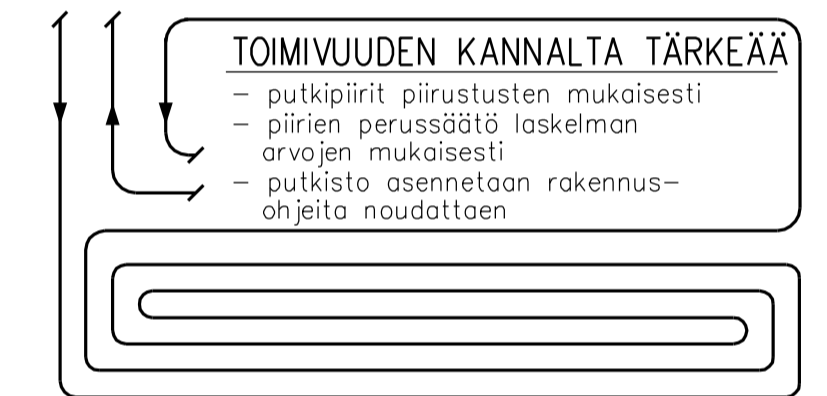 TOIMIVUUDEN KANNALTA TÄRKEÄÄ
– putkipiirit piirustusten mukaisesti
– piirien perussäätö laskelman
arvojen mukaisesti
– putkisto asennetaan rakennus–
ohjeita noudattaen